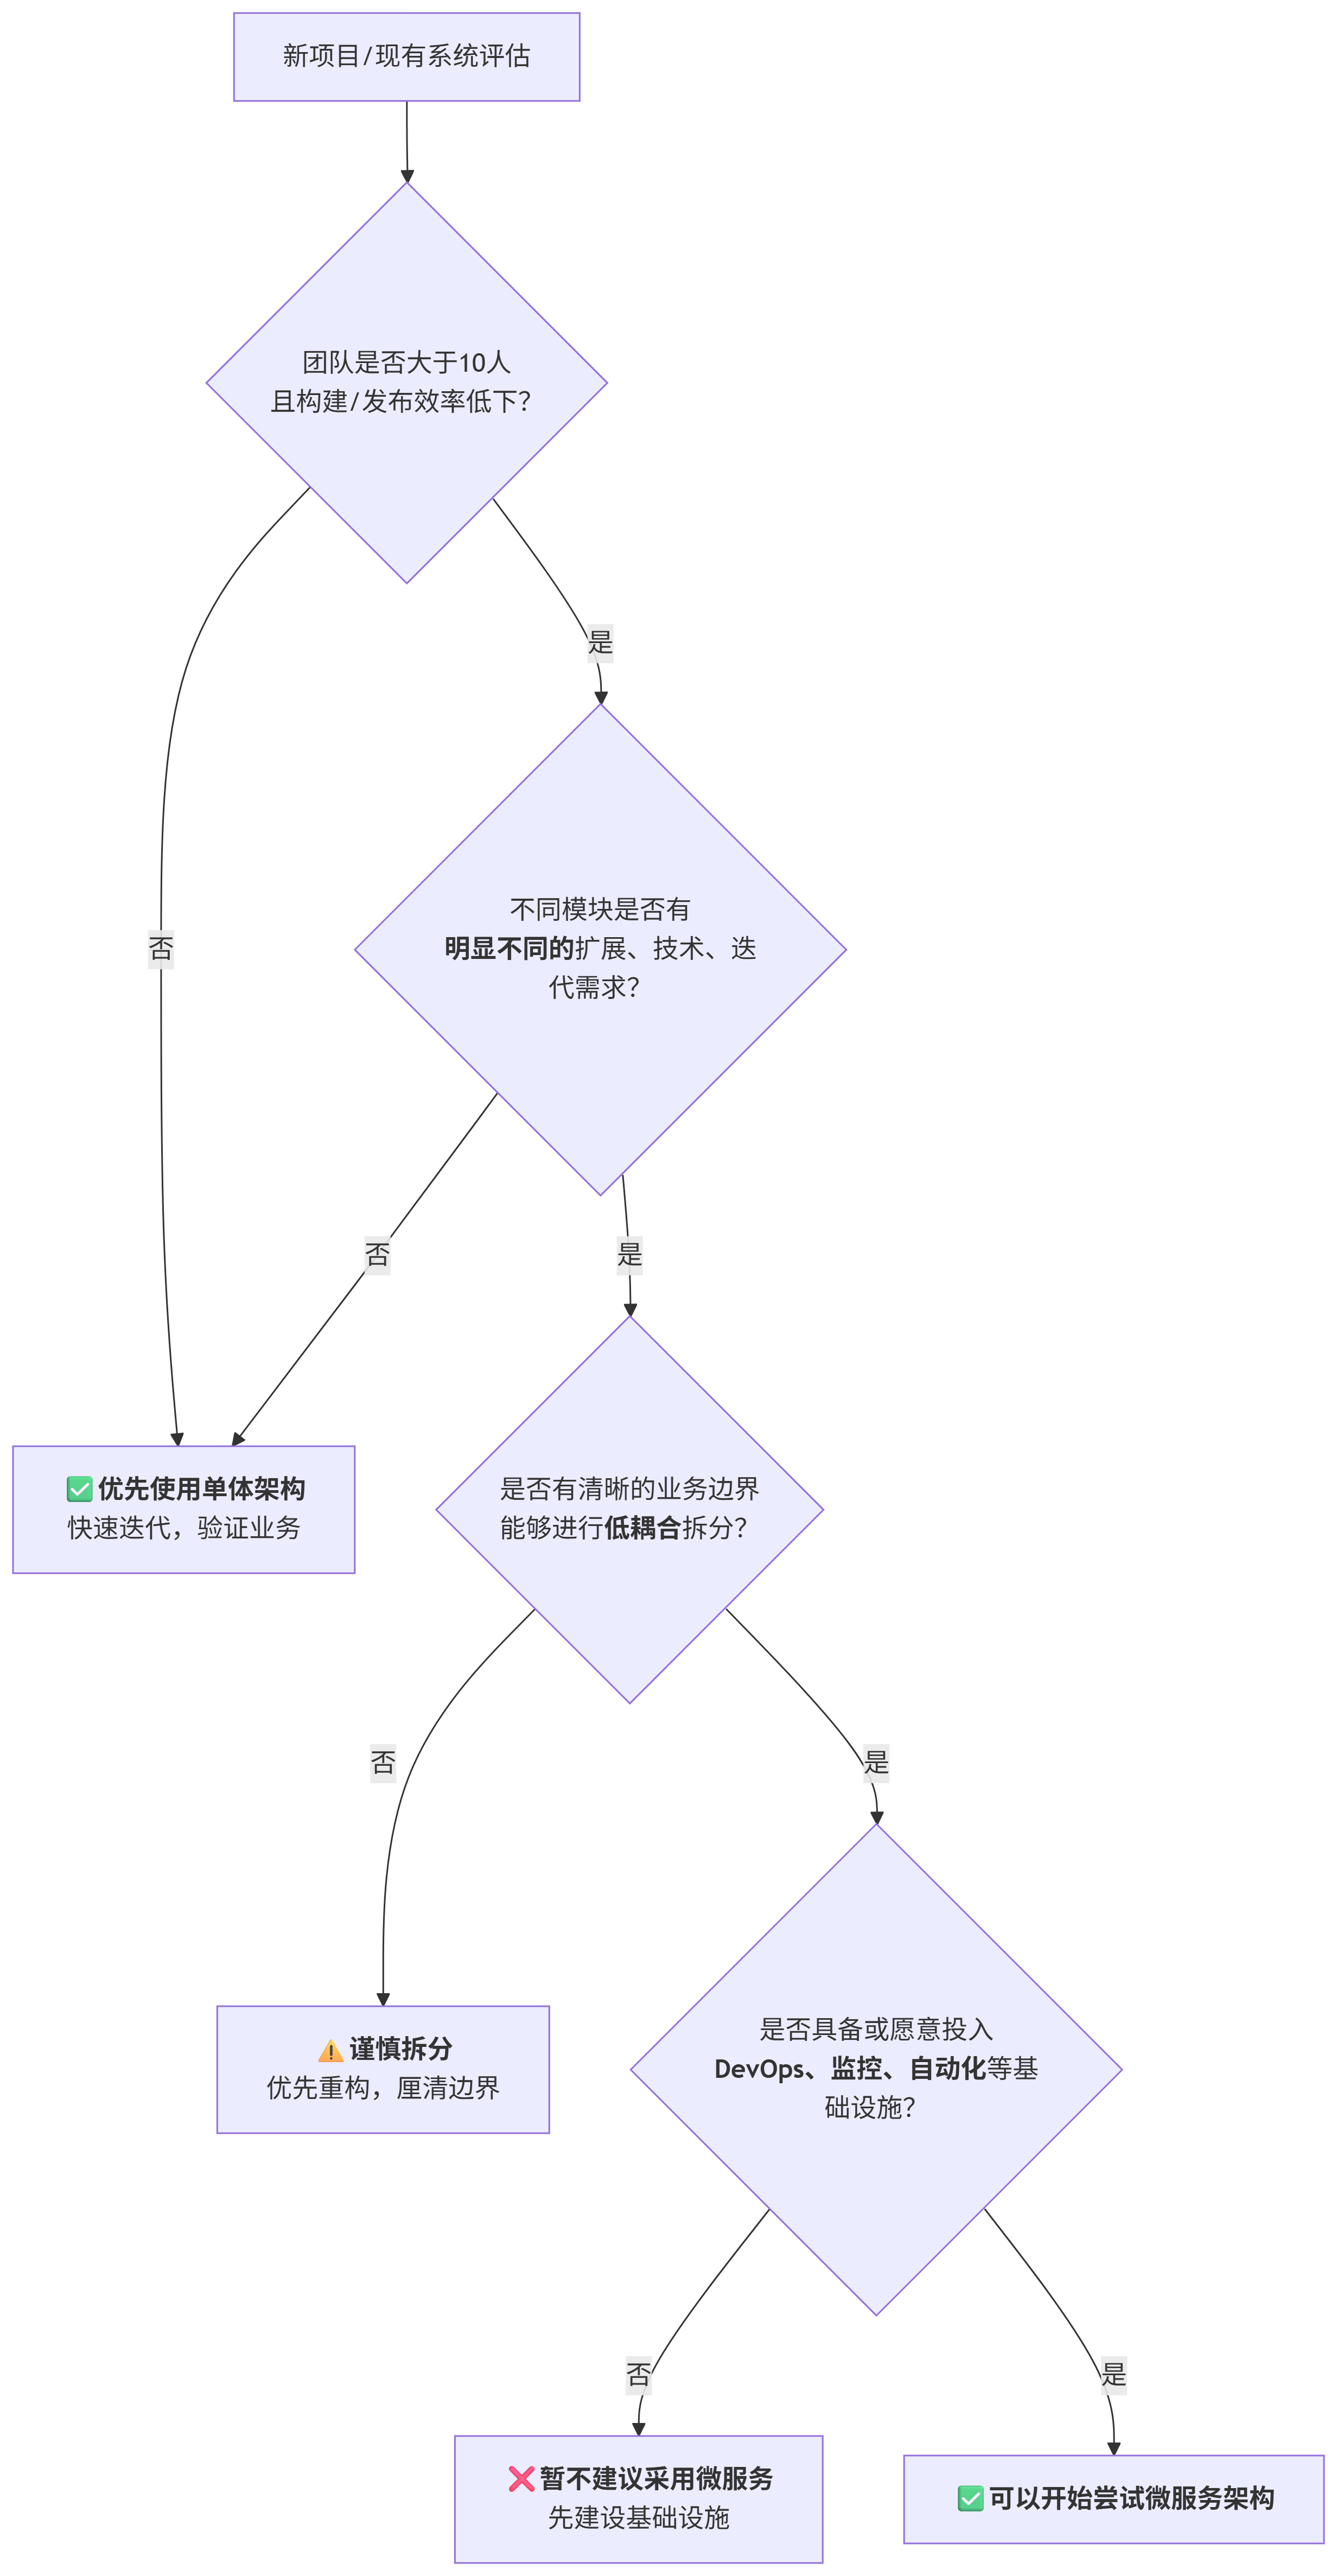 新项目/现有系统评估
团队是否大于10人
且构建/发布效率低下？
是
不同模块是否有
明显不同的扩展、技术、迭
代需求？
否
否
是
✅ 优先使用单体架构
快速迭代，验证业务
是否有清晰的业务边界
能够进行低耦合拆分？
否
是
⚠️ 谨慎拆分
优先重构，厘清边界
是否具备或愿意投入
DevOps、监控、自动化等基
础设施？
否
是
❌ 暂不建议采用微服务
先建设基础设施
✅ 可以开始尝试微服务架构